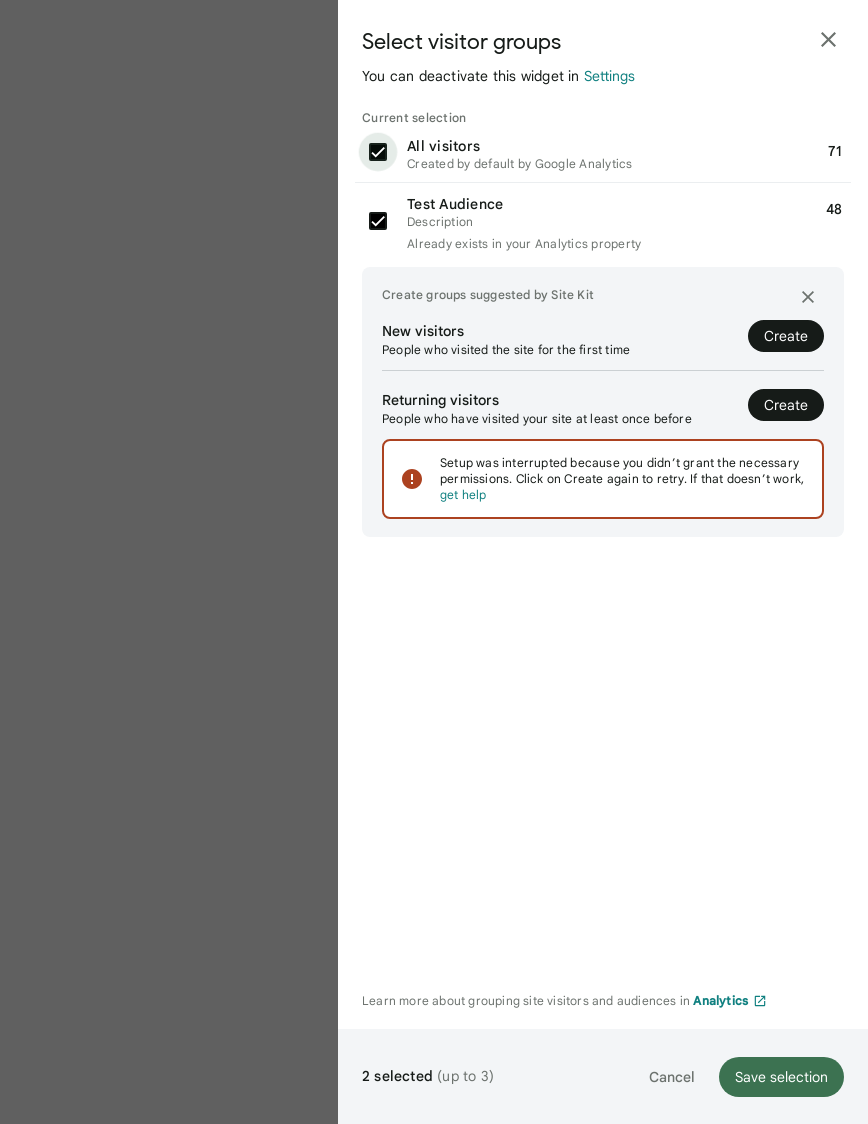 Select visitor groups
You can deactivate this widget in Settings
Current selection
All visitors
71
Created by default by Google Analytics
Test Audience
48
Description
Already exists in your Analytics property
Create groups suggested by Site Kit
New visitors
Create
People who visited the site for the first time
Returning visitors
Create
People who have visited your site at least once before
Setup was interrupted because you didn’t grant the necessary
permissions. Click on Create again to retry. If that doesn’t work,
get help
Learn more about grouping site visitors and audiences in Analytics
2 selected (up to 3)
Cancel
Save selection